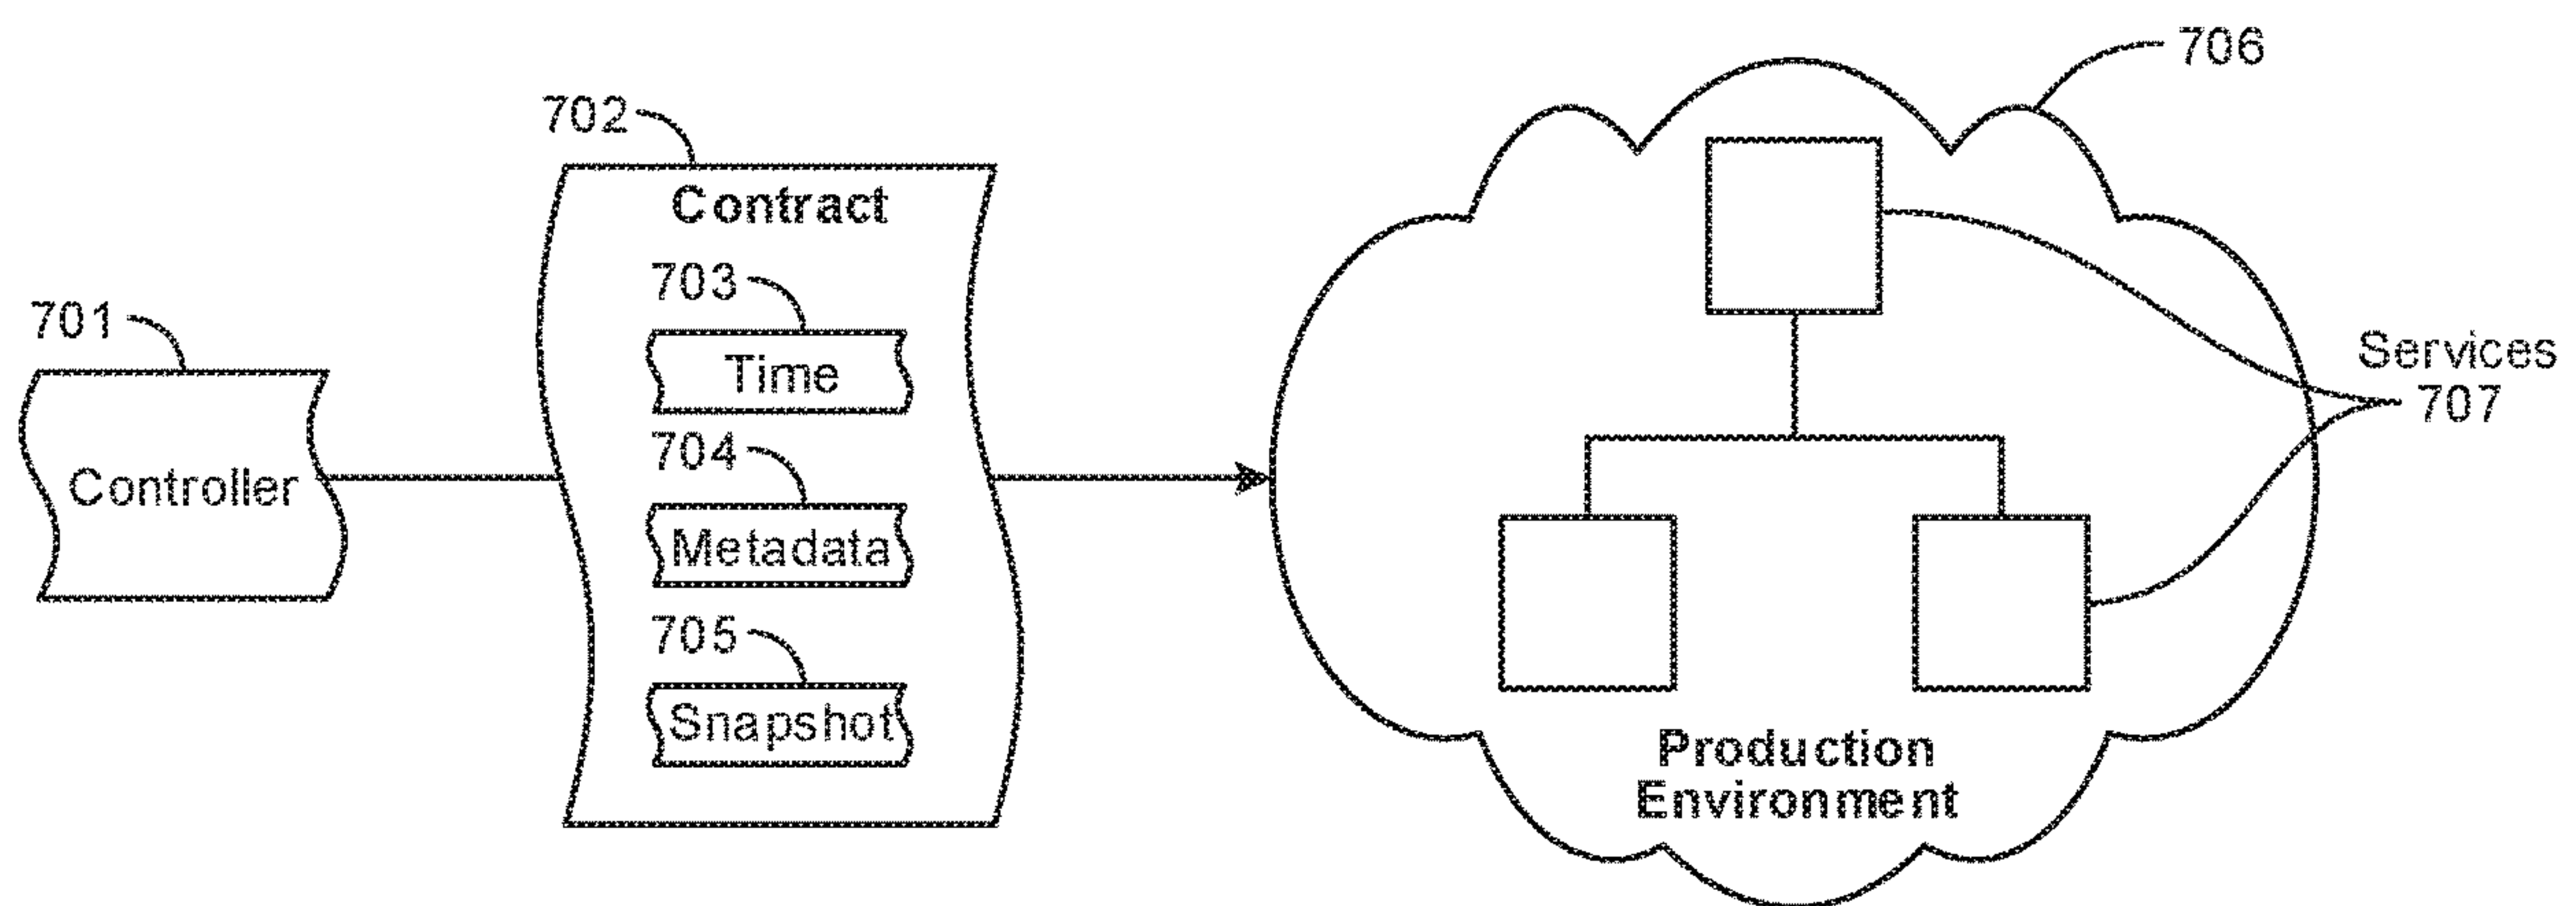 706
702
Contract
703
701
Time
Services
707
704
Controller
Metadata
705
Snapshot
Production
Environment